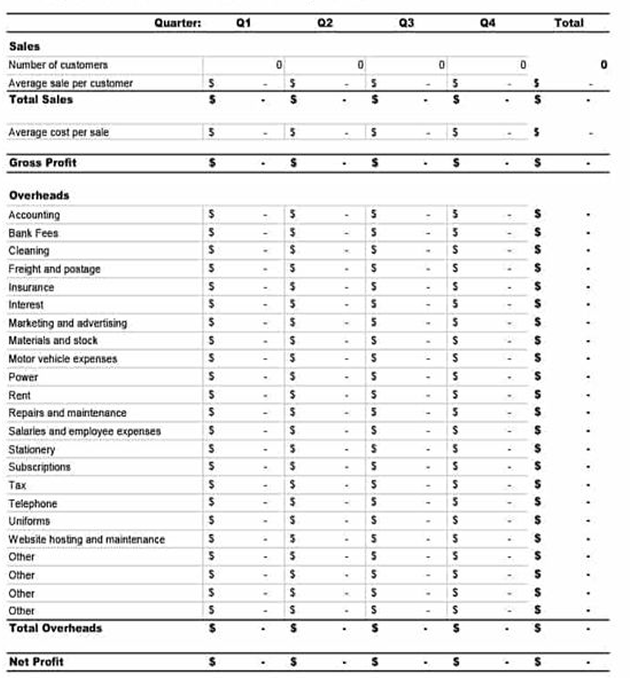 Quarter: Q1 Q2 Q3 Q4 Total
Sales
Number of customers 0 0 0 0 0
Average sale per customer $ - $ - $ - $ - $ -
Total Sales $ - $ - $ - $ - $ -
Average cost per sale $ - $ - $ - $ - $ -
Gross Profit $ - $ - $ - $ - $ -
Overheads
Accounting $ - $ - $ - $ - $ -
Bank Fees $ - $ - $ - $ - $ -
Cleaning $ - $ - $ - $ - $ -
Freight and postage $ - $ - $ - $ - $ -
Insurance $ - $ - $ - $ - $ -
Interest $ - $ - $ - $ - $ -
Marketing and advertising $ - $ - $ - $ - $ -
Materials and stock $ - $ - $ - $ - $ -
Motor vehicle expenses $ - $ - $ - $ - $ -
Power $ - $ - $ - $ - $ -
Rent $ - $ - $ - $ - $ -
Repairs and maintenance $ - $ - $ - $ - $ -
Salaries and employee expenses $ - $ - $ - $ - $ -
Stationery $ - $ - $ - $ - $ -
Subscriptions $ - $ - $ - $ - $ -
Tax $ - $ - $ - $ - $ -
Telephone $ - $ - $ - $ - $ -
Uniforms $ - $ - $ - $ - $ -
Website hosting and maintenance $ - $ - $ - $ - $ -
Other $ - $ - $ - $ - $ -
Other $ - $ - $ - $ - $ -
Other $ - $ - $ - $ - $ -
Other $ - $ - $ - $ - $ -
Total Overheads $ - $ - $ - $ - $ -
Net Profit $ - $ - $ - $ - $ -